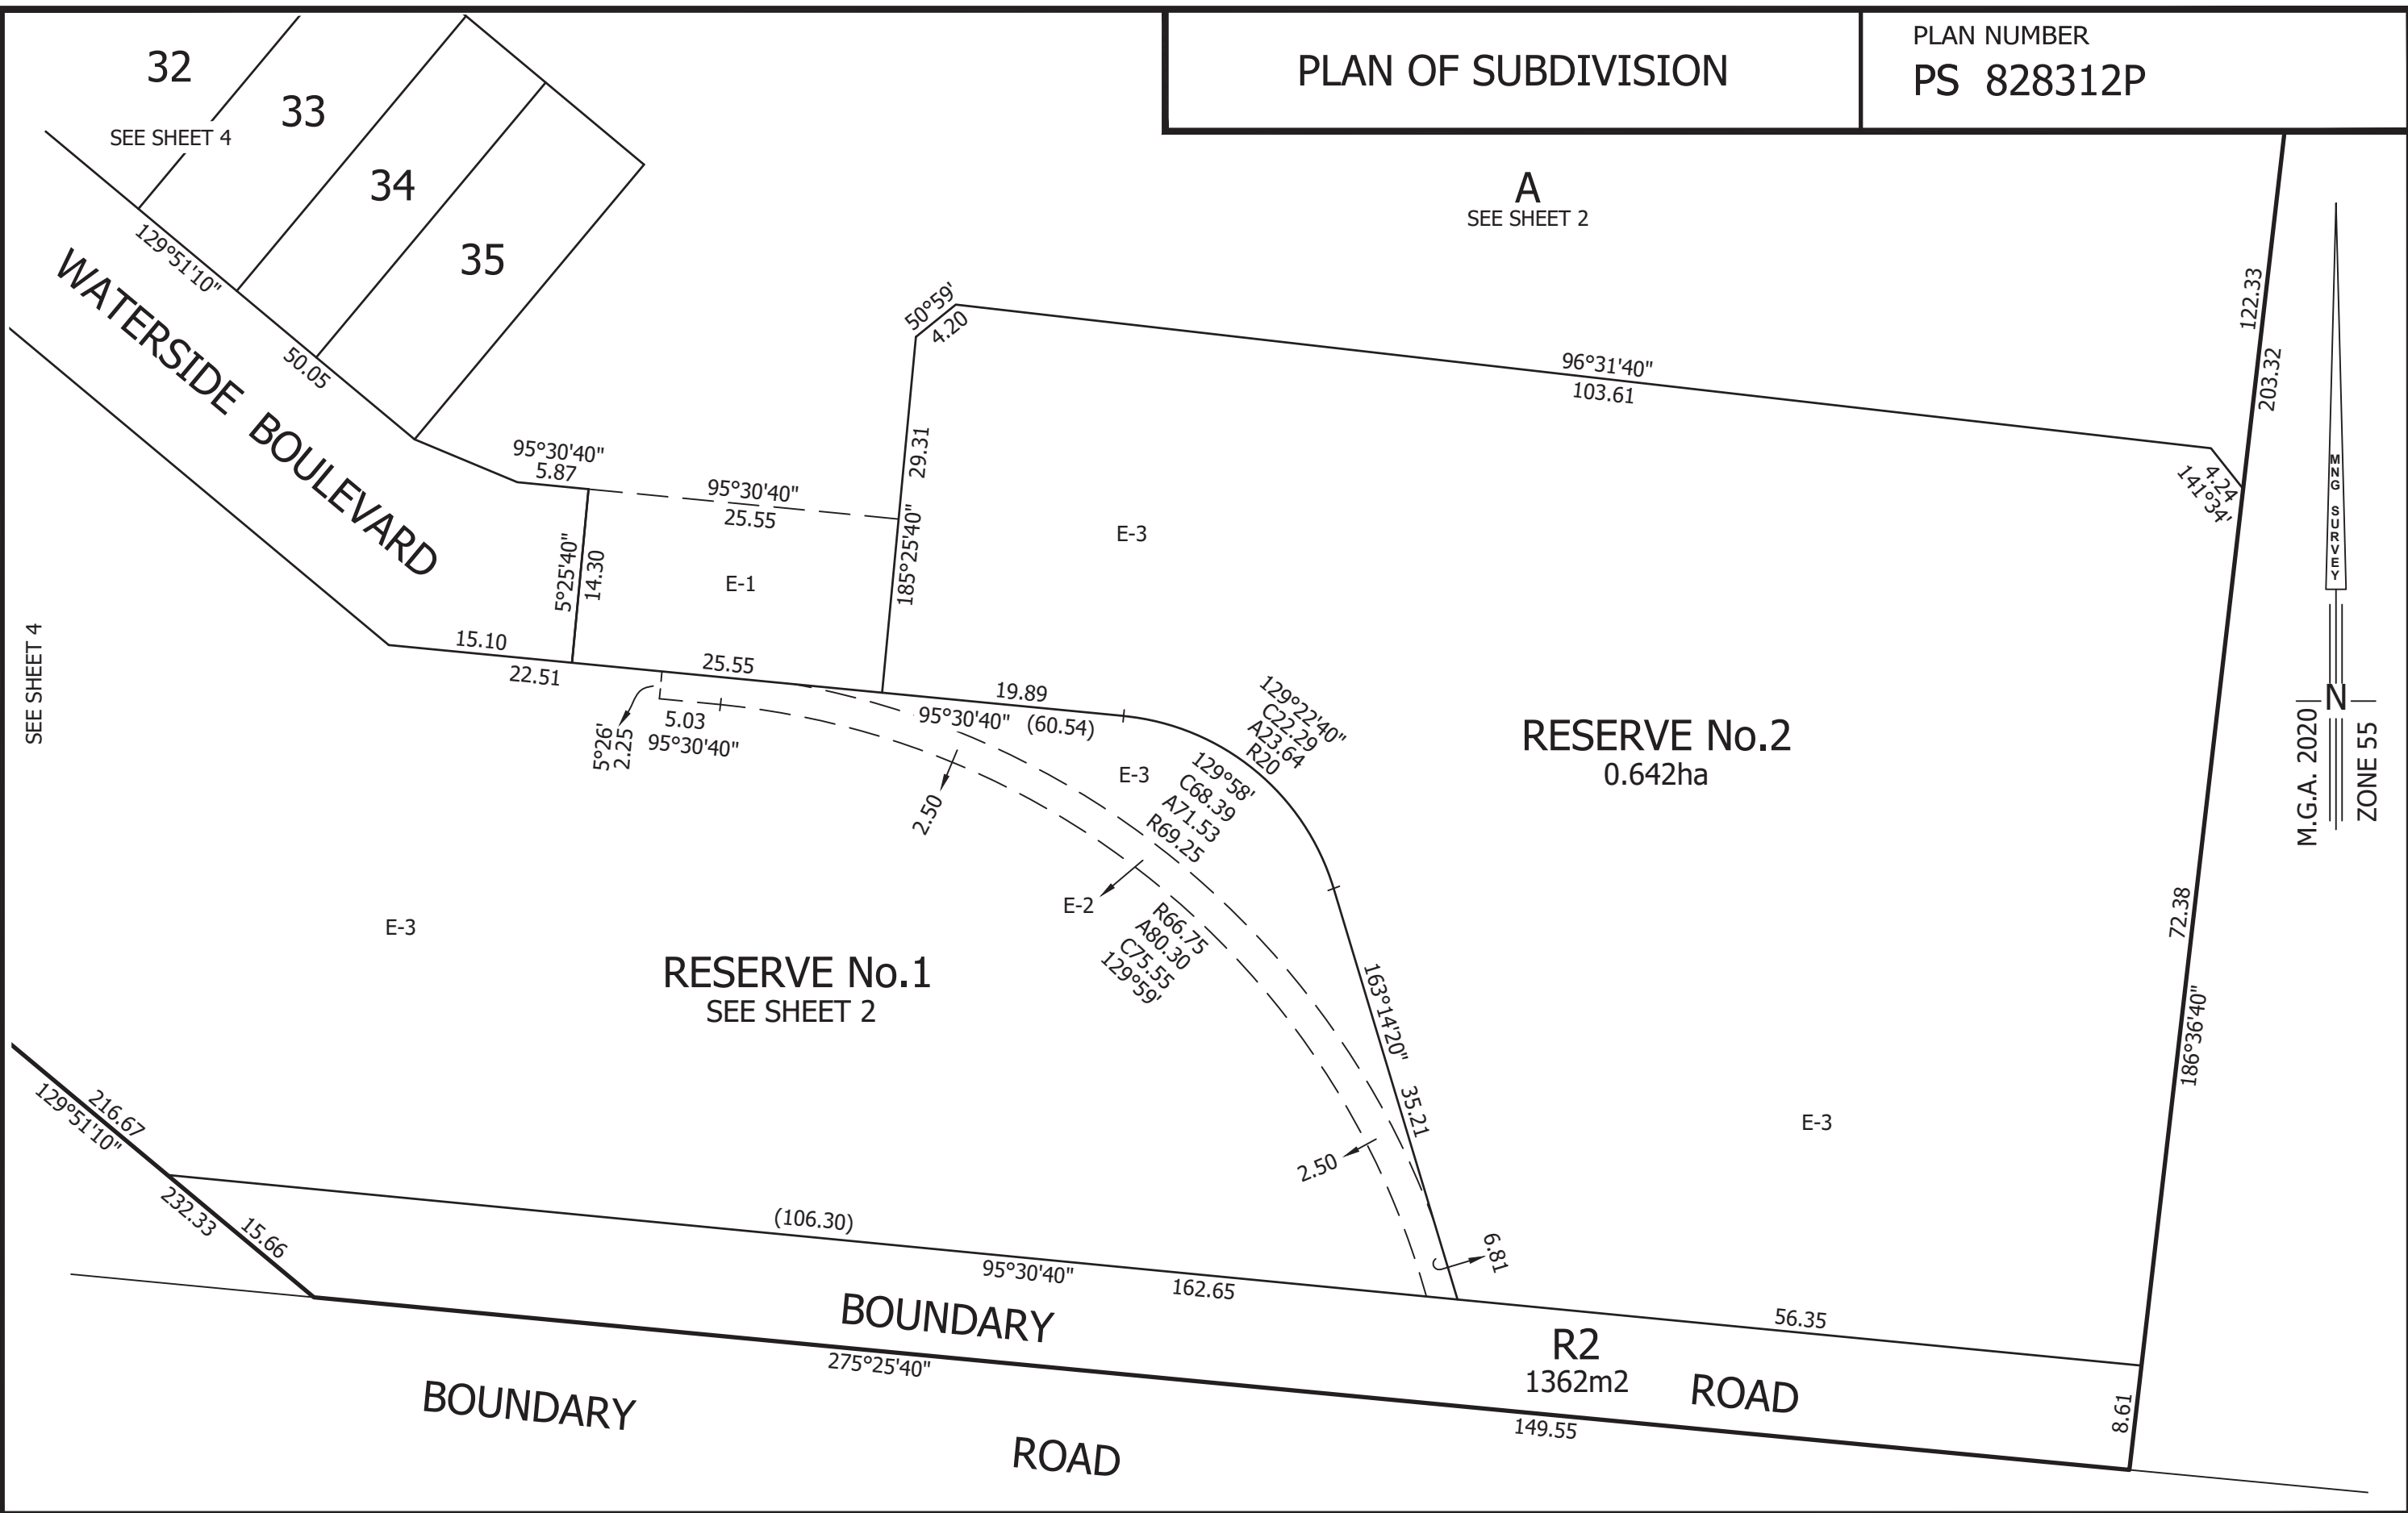 PLAN OF SUBDIVISION
PLAN NUMBER
PS 828312P
32
SEE SHEET 4
33
34
35
A
SEE SHEET 2
129°51'10"
50.05
WATERSIDE BOULEVARD
95°30'40"
5.87
95°30'40"
25.55
5°25'40"
14.30
E-1
15.10
22.51
25.55
50°59'
4.20
29.31
185°25'40"
96°31'40"
103.61
E-3
4.24
141°34'
122.33
203.32
72.38
186°36'40"
8.61
MNG SURVEY
N
M.G.A. 2020
ZONE 55
SEE SHEET 4
5°26'
2.25
5.03
95°30'40"
19.89
95°30'40" (60.54)
129°22'40"
C22.29
A23.64
R20
E-3
129°58'
C68.39
A71.53
R69.25
2.50
E-2
R66.75
A80.30
C75.55
129°59'
RESERVE No.2
0.642ha
E-3
RESERVE No.1
SEE SHEET 2
163°14'20" 35.21
E-3
2.50
6.81
216.67
129°51'10"
232.33
15.66
(106.30)
95°30'40"
162.65
56.35
BOUNDARY ROAD
R2
1362m2
275°25'40"
149.55
BOUNDARY ROAD